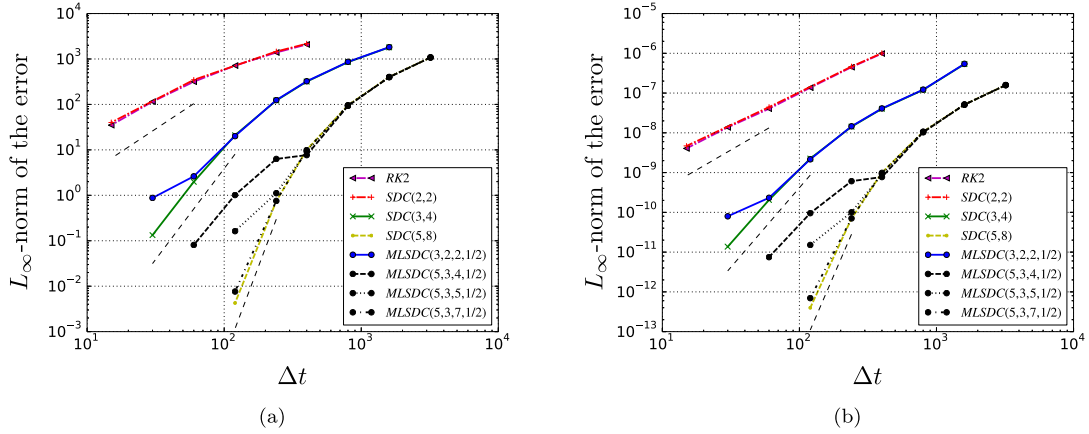 L∞-norm of the error
10^4
10^3
10^2
10^1
10^0
10^-1
10^-2
10^-3
RK2
SDC(2,2)
SDC(3,4)
SDC(5,8)
MLSDC(3,2,2,1/2)
MLSDC(5,3,4,1/2)
MLSDC(5,3,5,1/2)
MLSDC(5,3,7,1/2)
10^1
10^2
10^3
10^4
Δt
(a)
L∞-norm of the error
10^-5
10^-6
10^-7
10^-8
10^-9
10^-10
10^-11
10^-12
10^-13
RK2
SDC(2,2)
SDC(3,4)
SDC(5,8)
MLSDC(3,2,2,1/2)
MLSDC(5,3,4,1/2)
MLSDC(5,3,5,1/2)
MLSDC(5,3,7,1/2)
10^1
10^2
10^3
10^4
Δt
(b)